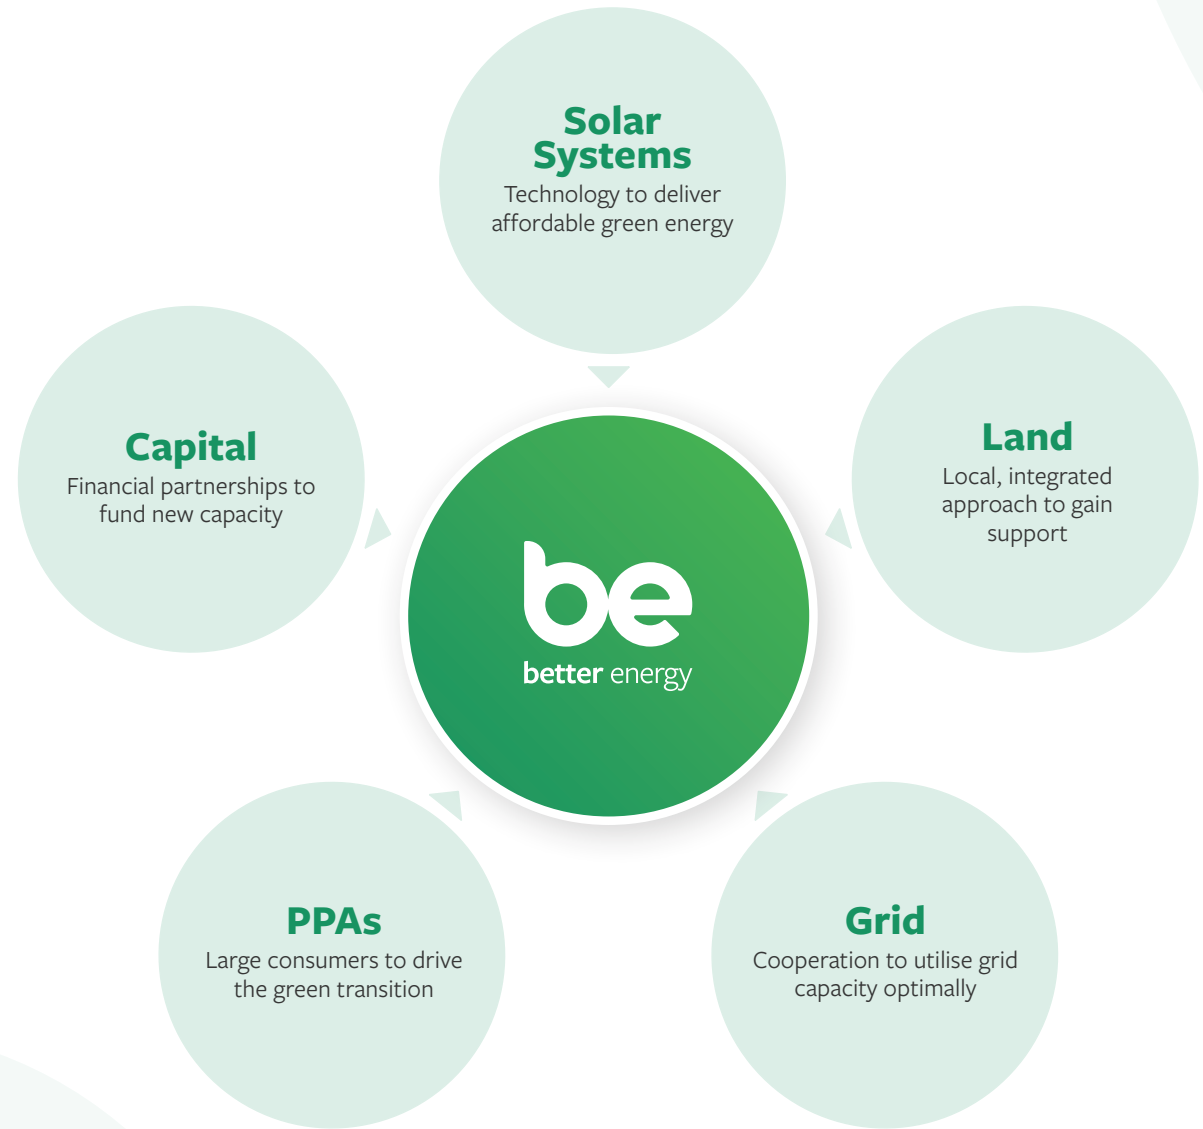 Solar
Systems
Technology to deliver
affordable green energy
Capital
Financial partnerships to
fund new capacity
Land
Local, integrated
approach to gain
support
be
better energy
PPAs
Large consumers to drive
the green transition
Grid
Cooperation to utilise grid
capacity optimally